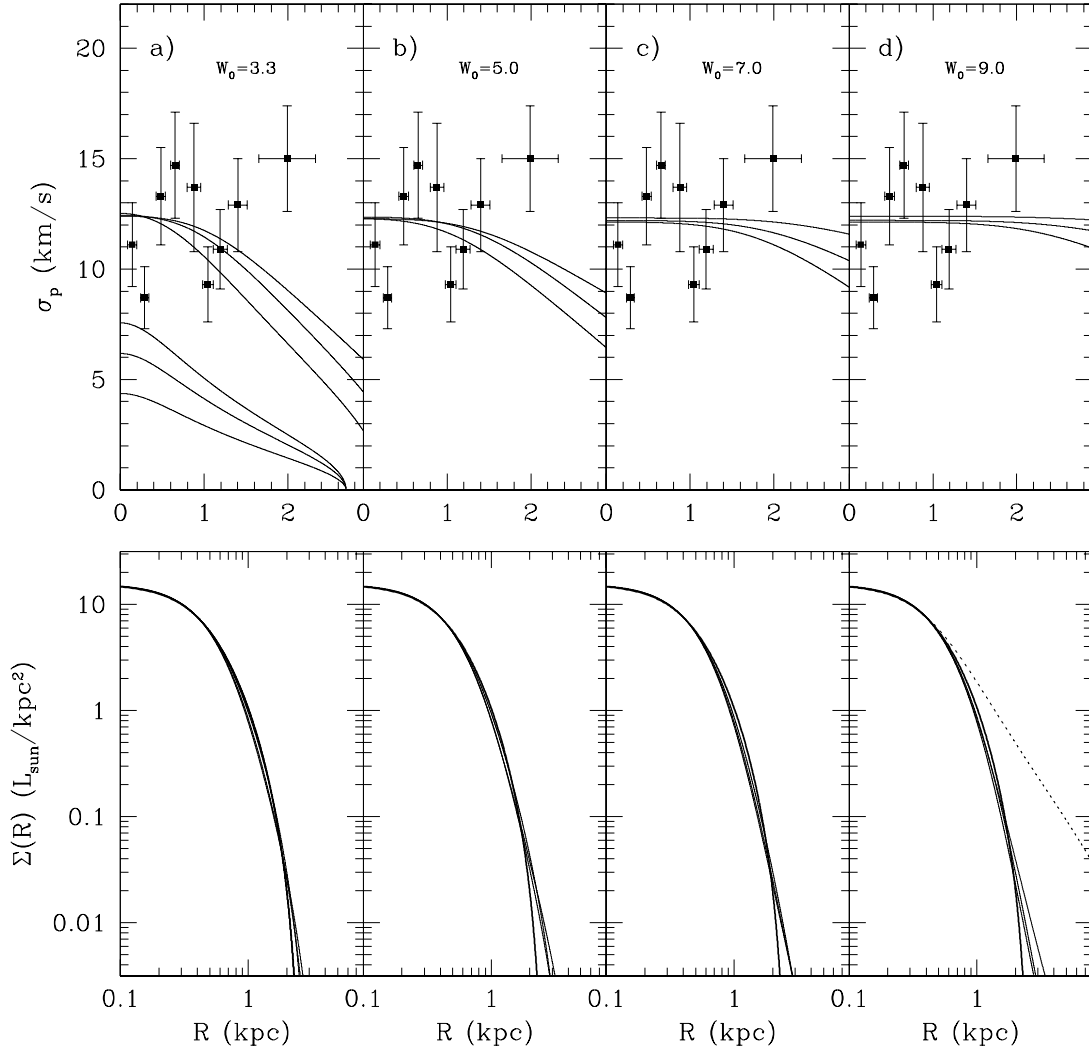 a) b) c) d)
W₀=3.3 W₀=5.0 W₀=7.0 W₀=9.0
20
15
10
5
0
σₚ (km/s)
0 1 2 0 1 2 0 1 2 0 1 2
10
1
0.1
0.01
Σ(R) (L_sun/kpc²)
0.1 1 0.1 1 0.1 1 0.1 1
R (kpc) R (kpc) R (kpc) R (kpc)